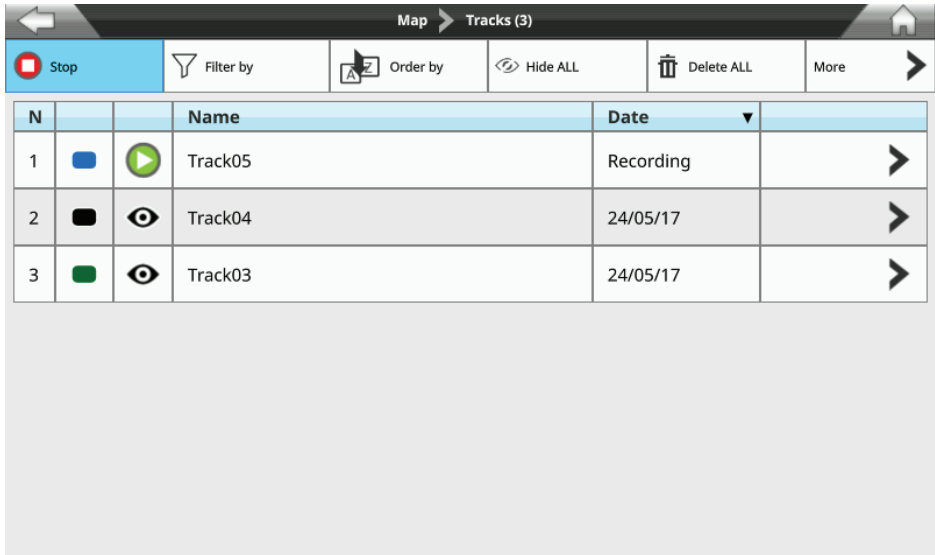 Map Tracks (3)
Stop Filter by AZ Order by Hide ALL Delete ALL More
N Name Date ▼
1 Track05 Recording
2 Track04 24/05/17
3 Track03 24/05/17